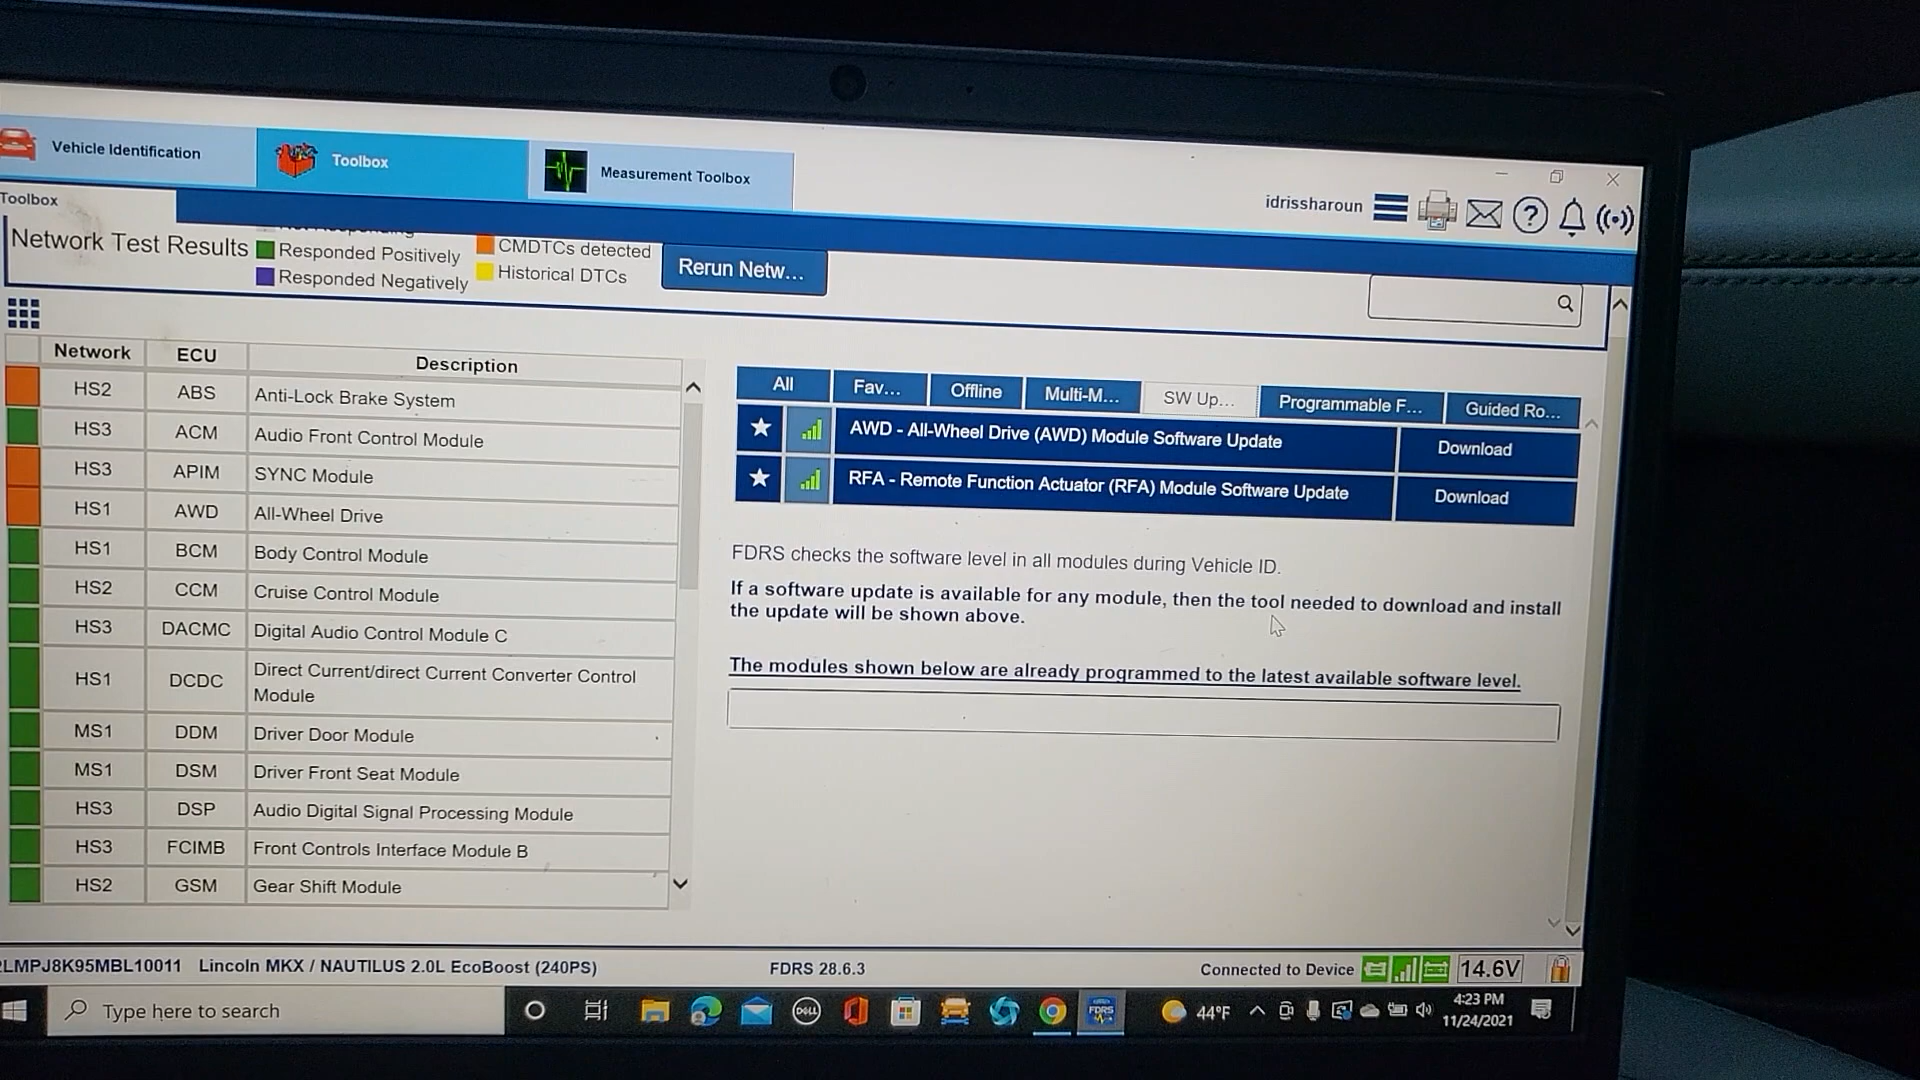 Vehicle Identification
Toolbox
Measurement Toolbox
idrissharoun
Toolbox
Network Test Results
Responded Positively
Responded Negatively
CMDTCs detected
Historical DTCs
Rerun Netw...
Network ECU Description
HS2 ABS Anti-Lock Brake System
HS3 ACM Audio Front Control Module
HS3 APIM SYNC Module
HS1 AWD All-Wheel Drive
HS1 BCM Body Control Module
HS2 CCM Cruise Control Module
HS3 DACMC Digital Audio Control Module C
HS1 DCDC Direct Current/direct Current Converter Control
Module
MS1 DDM Driver Door Module
MS1 DSM Driver Front Seat Module
HS3 DSP Audio Digital Signal Processing Module
HS3 FCIMB Front Controls Interface Module B
HS2 GSM Gear Shift Module
All Fav... Offline Multi-M... SW Up... Programmable F... Guided Ro...
AWD - All-Wheel Drive (AWD) Module Software Update Download
RFA - Remote Function Actuator (RFA) Module Software Update Download
FDRS checks the software level in all modules during Vehicle ID.
If a software update is available for any module, then the tool needed to download and install
the update will be shown above.
The modules shown below are already programmed to the latest available software level.
LMPJ8K95MBL10011 Lincoln MKX / NAUTILUS 2.0L EcoBoost (240PS) FDRS 28.6.3 Connected to Device 14.6V
Type here to search
DELL
FDRS
44°F
4:23 PM
11/24/2021